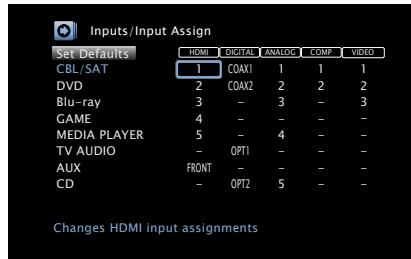 Inputs/Input Assign
Set Defaults HDMI DIGITAL ANALOG COMP VIDEO
CBL/SAT 1 COAX1 1 1 1
DVD 2 COAX2 2 2 2
Blu-ray 3 – 3 – 3
GAME 4 – – – –
MEDIA PLAYER 5 – 4 – –
TV AUDIO – OPT1 – – –
AUX FRONT – – – –
CD – OPT2 5 – –
Changes HDMI input assignments